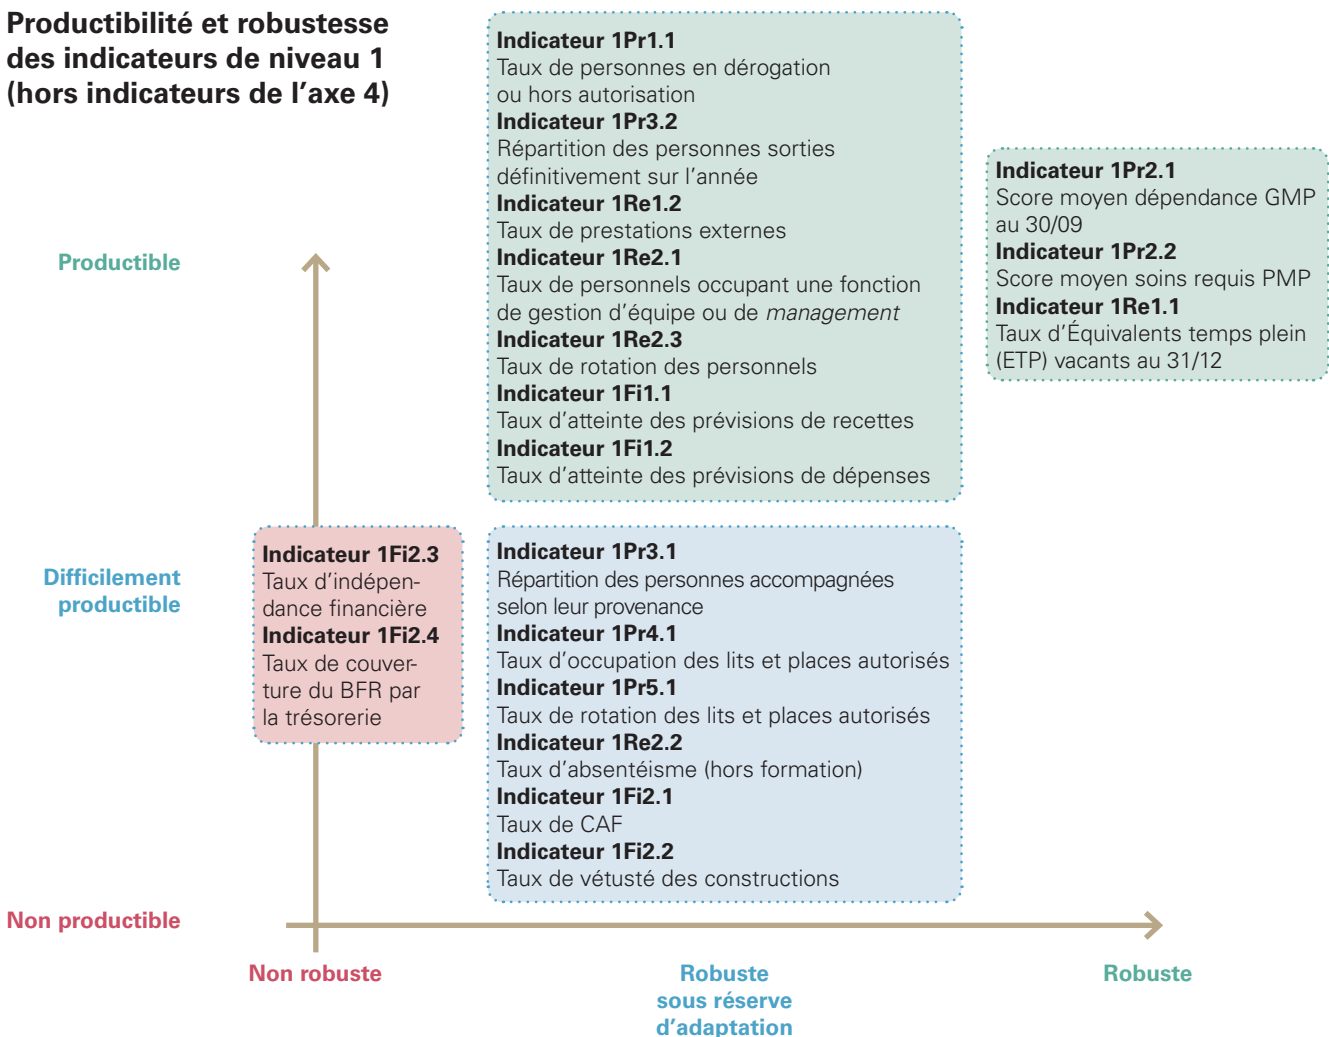 Productibilité et robustesse
des indicateurs de niveau 1
(hors indicateurs de l’axe 4)
Indicateur 1Pr1.1
Taux de personnes en dérogation
ou hors autorisation
Indicateur 1Pr3.2
Répartition des personnes sorties
définitivement sur l’année
Indicateur 1Re1.2
Taux de prestations externes
Indicateur 1Re2.1
Taux de personnels occupant une fonction
de gestion d’équipe ou de management
Indicateur 1Re2.3
Taux de rotation des personnels
Indicateur 1Fi1.1
Taux d’atteinte des prévisions de recettes
Indicateur 1Fi1.2
Taux d’atteinte des prévisions de dépenses
Indicateur 1Pr2.1
Score moyen dépendance GMP
au 30/09
Indicateur 1Pr2.2
Score moyen soins requis PMP
Indicateur 1Re1.1
Taux d’Équivalents temps plein
(ETP) vacants au 31/12
Productible
Difficilement
productible
Indicateur 1Fi2.3
Taux d’indépen-
dance financière
Indicateur 1Fi2.4
Taux de couver-
ture du BFR par
la trésorerie
Indicateur 1Pr3.1
Répartition des personnes accompagnées
selon leur provenance
Indicateur 1Pr4.1
Taux d’occupation des lits et places autorisés
Indicateur 1Pr5.1
Taux de rotation des lits et places autorisés
Indicateur 1Re2.2
Taux d’absentéisme (hors formation)
Indicateur 1Fi2.1
Taux de CAF
Indicateur 1Fi2.2
Taux de vétusté des constructions
Non productible
Non robuste
Robuste
sous réserve
d’adaptation
Robuste